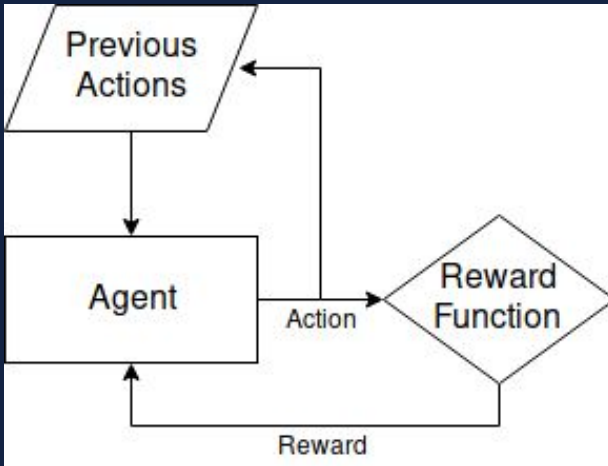 Previous
Actions
Agent
Action
Reward
Function
Reward